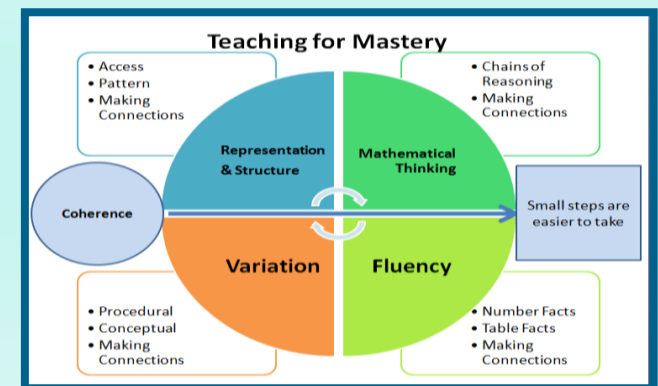 Teaching for Mastery
• Access
• Pattern
• Making
Connections
• Chains of
Reasoning
• Making
Connections
Representation
& Structure
Mathematical
Thinking
Coherence
Small steps are
easier to take
Variation
Fluency
• Procedural
• Conceptual
• Making
Connections
• Number Facts
• Table Facts
• Making
Connections